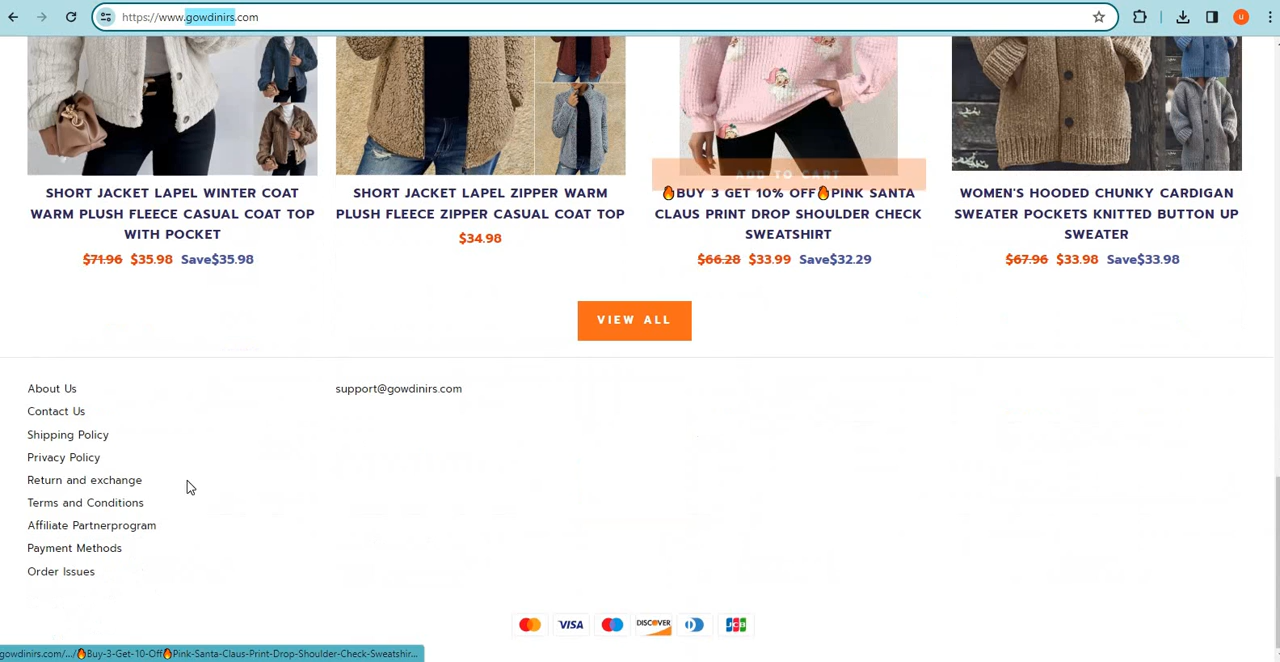 https://www.gowdinirs.com
u
ADD TO CART
SHORT JACKET LAPEL WINTER COAT
WARM PLUSH FLEECE CASUAL COAT TOP
WITH POCKET
$71.96 $35.98 Save$35.98
SHORT JACKET LAPEL ZIPPER WARM
PLUSH FLEECE ZIPPER CASUAL COAT TOP
$34.98
🔥BUY 3 GET 10% OFF🔥PINK SANTA
CLAUS PRINT DROP SHOULDER CHECK
SWEATSHIRT
$66.28 $33.99 Save$32.29
WOMEN'S HOODED CHUNKY CARDIGAN
SWEATER POCKETS KNITTED BUTTON UP
SWEATER
$67.96 $33.98 Save$33.98
VIEW ALL
About Us
Contact Us
Shipping Policy
Privacy Policy
Return and exchange
Terms and Conditions
Affiliate Partnerprogram
Payment Methods
Order Issues
support@gowdinirs.com
VISA
DISCOVER
JCB
gowdinirs.com/.../🔥Buy-3-Get-10-Off🔥Pink-Santa-Claus-Print-Drop-Shoulder-Check-Sweatshir...